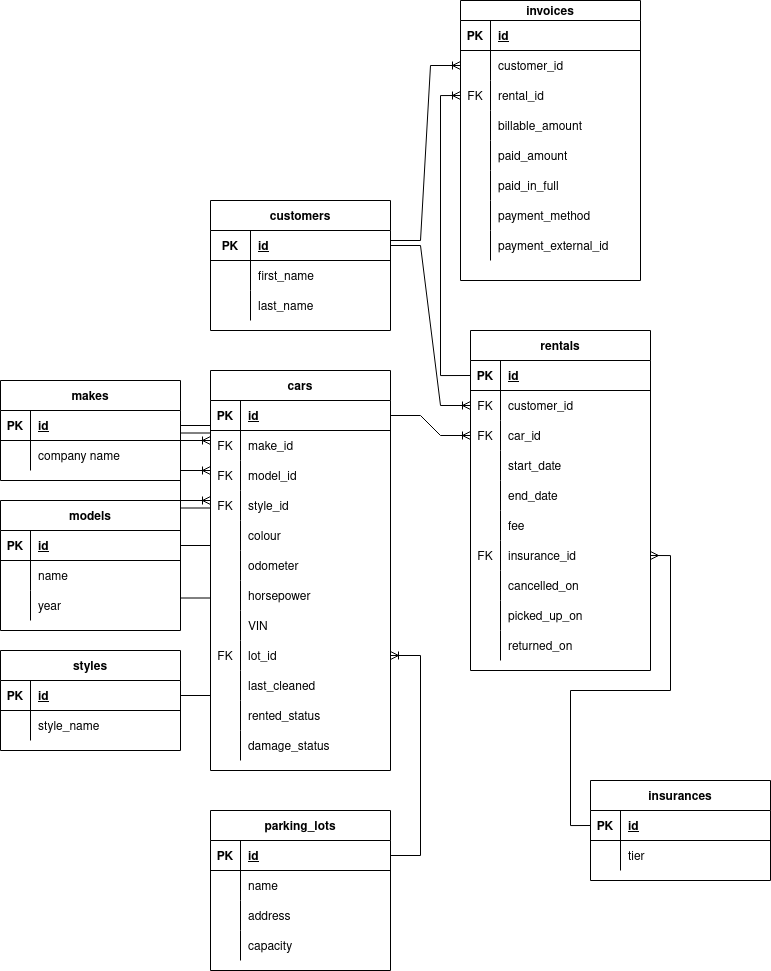 invoices
PK id
customer_id
FK rental_id
billable_amount
paid_amount
paid_in_full
payment_method
payment_external_id
customers
PK id
first_name
last_name
rentals
PK id
FK customer_id
FK car_id
start_date
end_date
fee
FK insurance_id
cancelled_on
picked_up_on
returned_on
cars
PK id
FK make_id
FK model_id
FK style_id
colour
odometer
horsepower
VIN
FK lot_id
last_cleaned
rented_status
damage_status
makes
PK id
company name
models
PK id
name
year
styles
PK id
style_name
parking_lots
PK id
name
address
capacity
insurances
PK id
tier